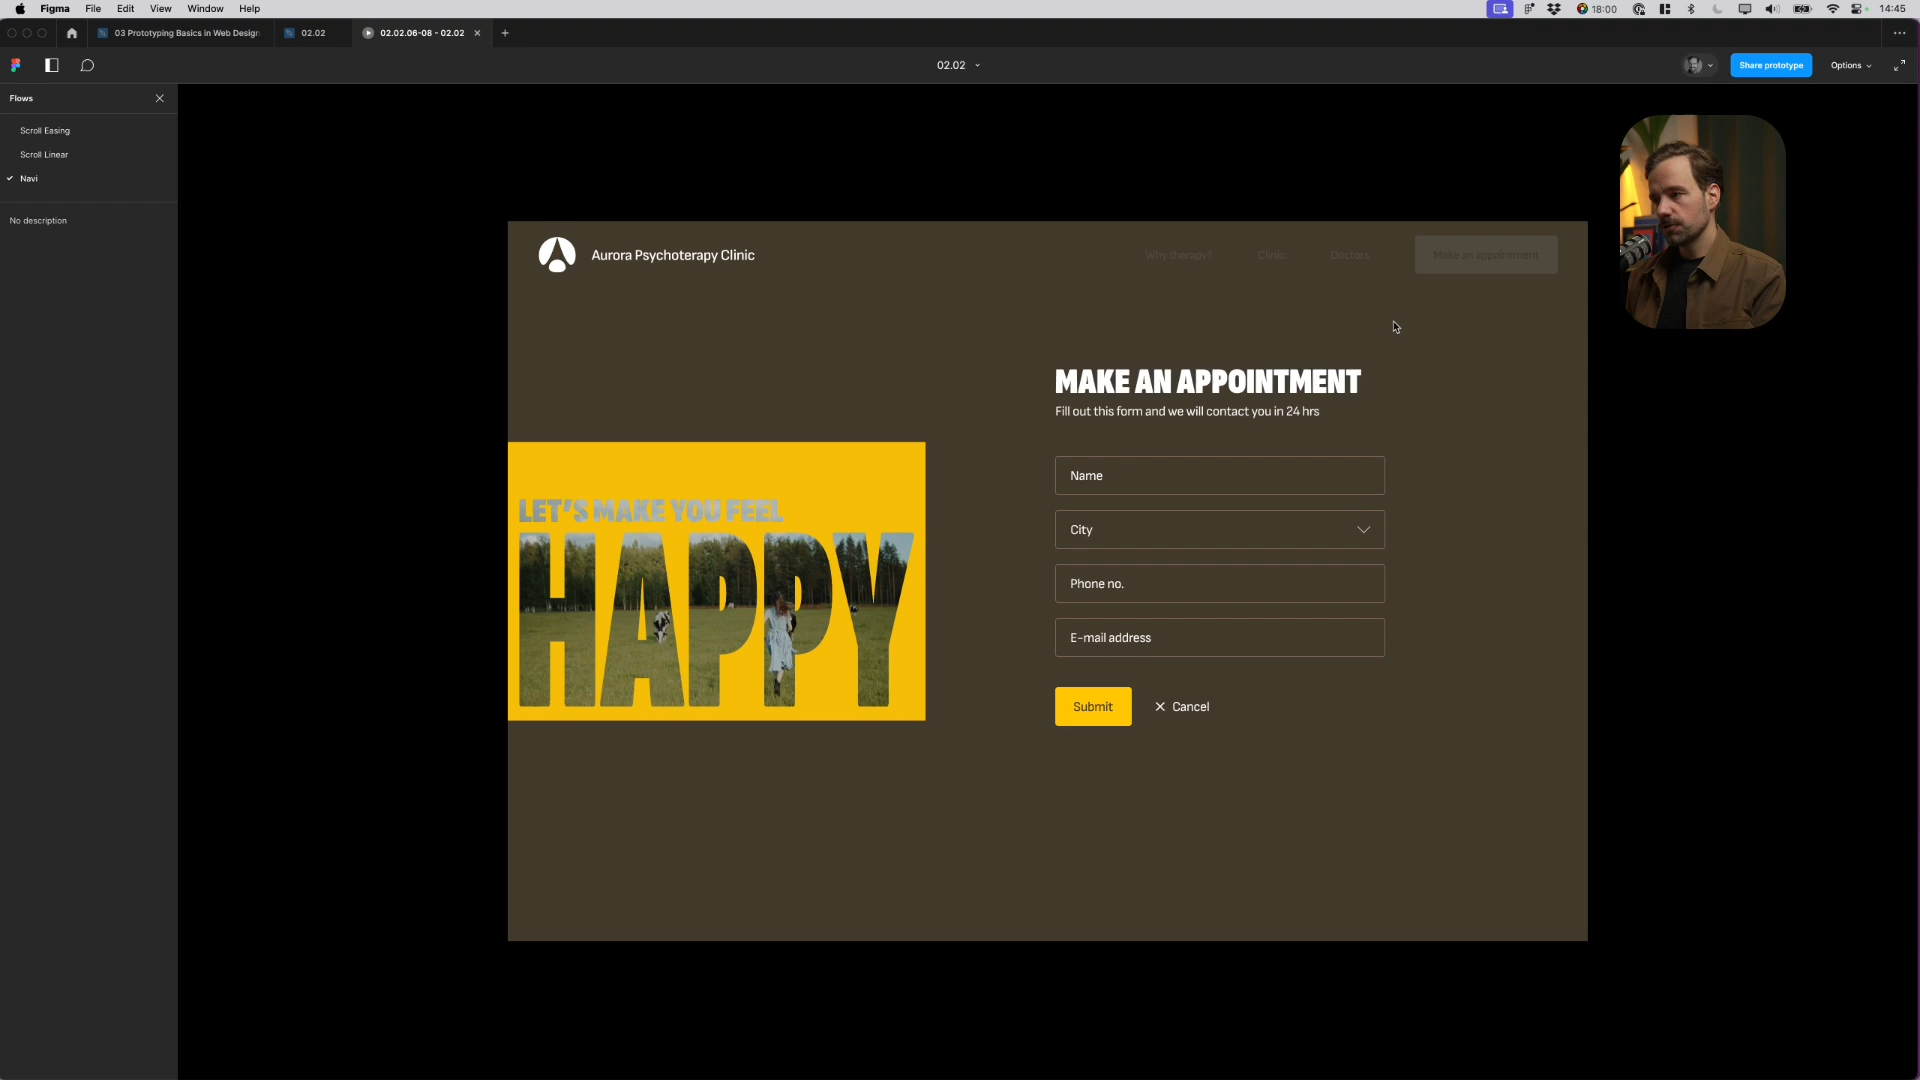 Figma File Edit View Window Help 18:00 14:45
03 Prototyping Basics in Web Design 02.02 02.02.06-08 - 02.02
02.02 Share prototype Options
Flows
Scroll Easing
Scroll Linear
Navi
No description
Aurora Psychoterapy Clinic Why therapy? Clinic Doctors Make an appointment
LET'S MAKE YOU FEEL
HAPPY
MAKE AN APPOINTMENT
Fill out this form and we will contact you in 24 hrs
Name
City
Phone no.
E-mail address
Submit Cancel